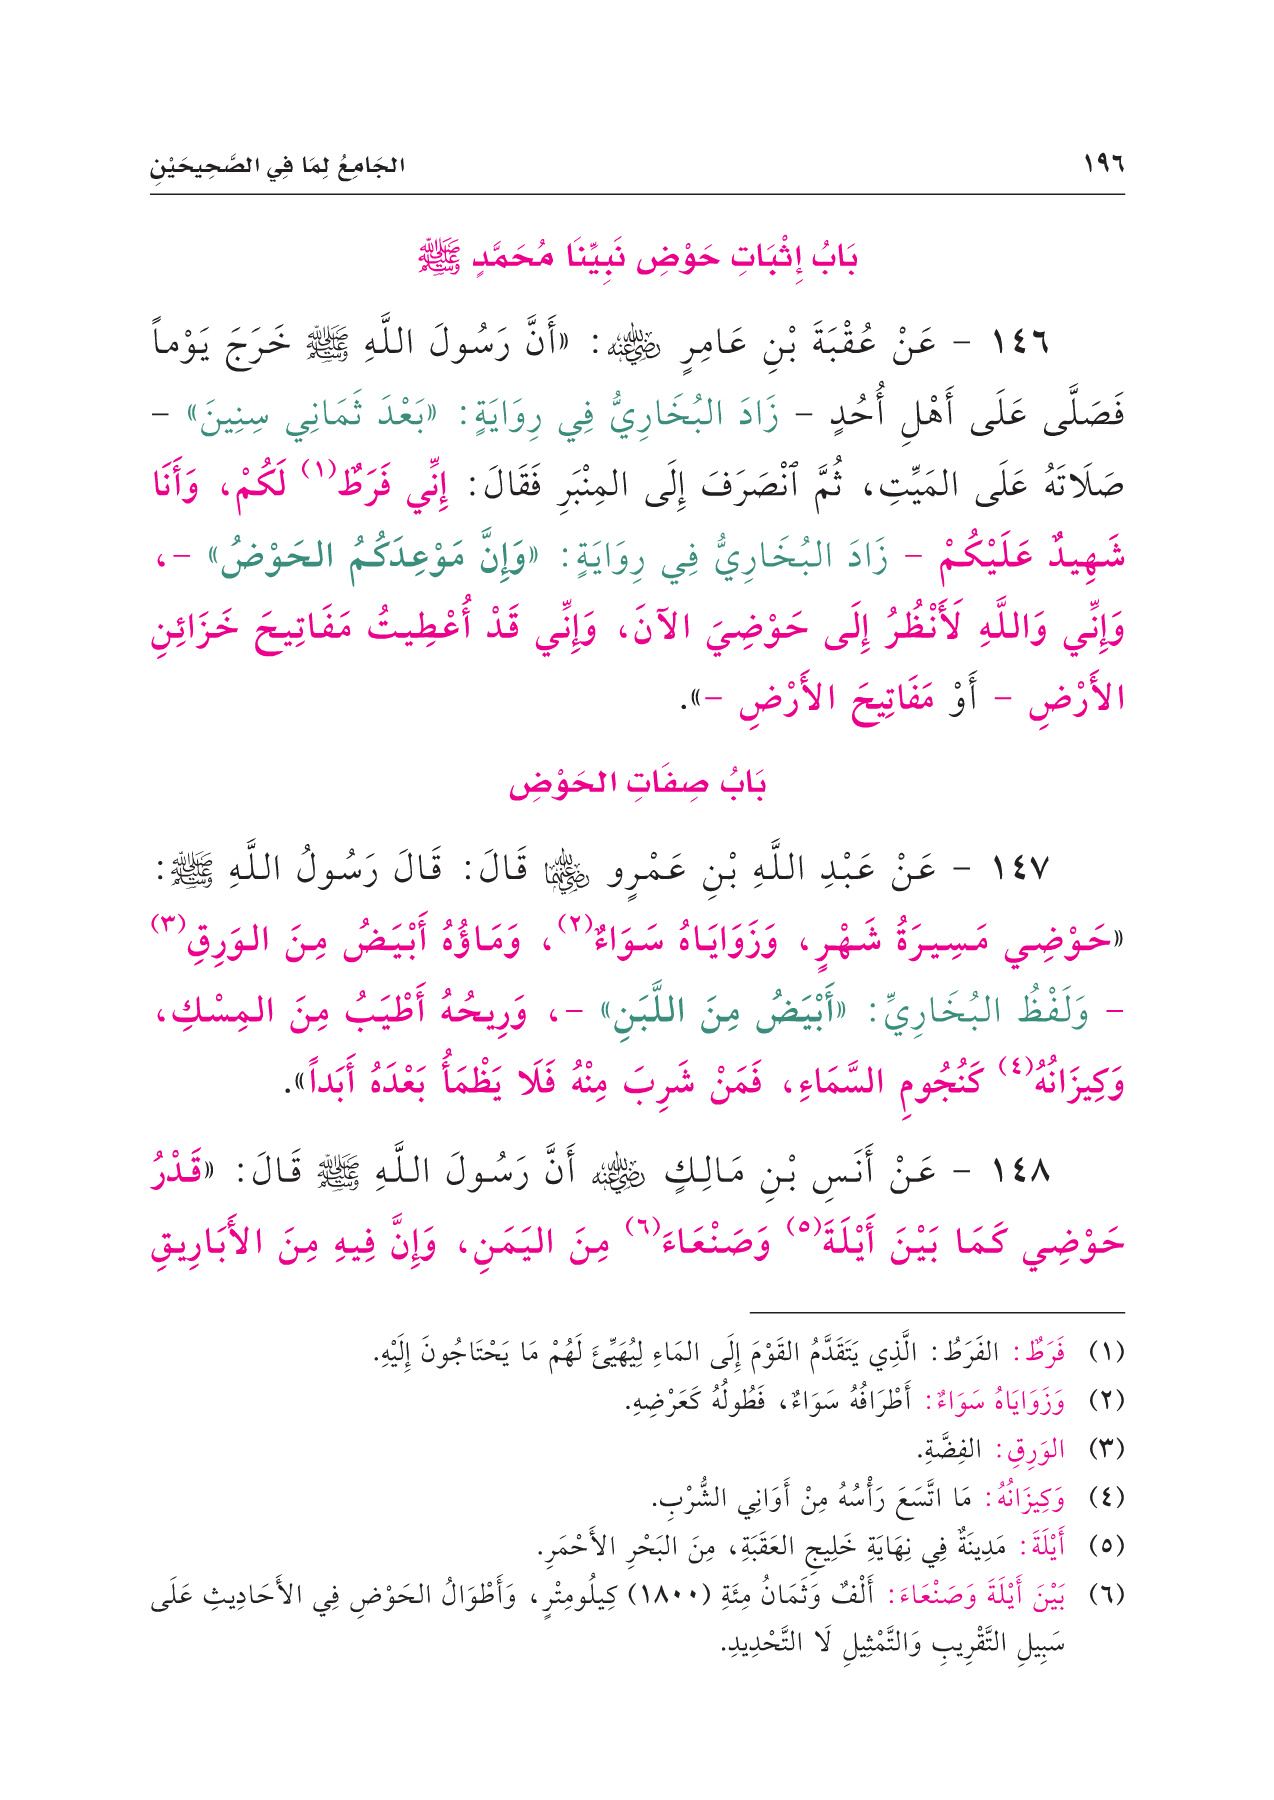 ١٩٦ الجَامِعُ لِمَا فِي الصَّحِيحَيْنِ
بَابُ إِثْبَاتِ حَوْضِ نَبِيِّنَا مُحَمَّدٍ ﷺ
١٤٦ - عَنْ عُقْبَةَ بْنِ عَامِرٍ رضي الله عنه: «أَنَّ رَسُولَ اللَّهِ ﷺ خَرَجَ يَوْماً
فَصَلَّى عَلَى أَهْلِ أُحُدٍ - زَادَ البُخَارِيُّ فِي رِوَايَةٍ: «بَعْدَ ثَمَانِي سِنِينَ» -
صَلَاتَهُ عَلَى المَيِّتِ، ثُمَّ ٱنْصَرَفَ إِلَى المِنْبَرِ فَقَالَ: إِنِّي فَرَطٌ(١) لَكُمْ، وَأَنَا
شَهِيدٌ عَلَيْكُمْ - زَادَ البُخَارِيُّ فِي رِوَايَةٍ: «وَإِنَّ مَوْعِدَكُمُ الحَوْضُ» -،
وَإِنِّي وَاللَّهِ لَأَنْظُرُ إِلَى حَوْضِيَ الآنَ، وَإِنِّي قَدْ أُعْطِيتُ مَفَاتِيحَ خَزَائِنِ
الأَرْضِ - أَوْ مَفَاتِيحَ الأَرْضِ -».
بَابُ صِفَاتِ الحَوْضِ
١٤٧ - عَنْ عَبْدِ اللَّهِ بْنِ عَمْرٍو رضي الله عنهما قَالَ: قَالَ رَسُولُ اللَّهِ ﷺ:
«حَوْضِي مَسِيرَةُ شَهْرٍ، وَزَوَايَاهُ سَوَاءٌ(٢)، وَمَاؤُهُ أَبْيَضُ مِنَ الوَرِقِ(٣)
- وَلَفْظُ البُخَارِيِّ: «أَبْيَضُ مِنَ اللَّبَنِ» -، وَرِيحُهُ أَطْيَبُ مِنَ المِسْكِ،
وَكِيزَانُهُ(٤) كَنُجُومِ السَّمَاءِ، فَمَنْ شَرِبَ مِنْهُ فَلَا يَظْمَأُ بَعْدَهُ أَبَداً».
١٤٨ - عَنْ أَنَسِ بْنِ مَالِكٍ رضي الله عنه أَنَّ رَسُولَ اللَّهِ ﷺ قَالَ: «قَدْرُ
حَوْضِي كَمَا بَيْنَ أَيْلَةَ(٥) وَصَنْعَاءَ(٦) مِنَ اليَمَنِ، وَإِنَّ فِيهِ مِنَ الأَبَارِيقِ
(١) فَرَطٌ: الفَرَطُ: الَّذِي يَتَقَدَّمُ القَوْمَ إِلَى المَاءِ لِيُهَيِّئَ لَهُمْ مَا يَحْتَاجُونَ إِلَيْهِ.
(٢) وَزَوَايَاهُ سَوَاءٌ: أَطْرَافُهُ سَوَاءٌ، فَطُولُهُ كَعَرْضِهِ.
(٣) الوَرِقِ: الفِضَّةِ.
(٤) وَكِيزَانُهُ: مَا اتَّسَعَ رَأْسُهُ مِنْ أَوَانِي الشُّرْبِ.
(٥) أَيْلَةَ: مَدِينَةٌ فِي نِهَايَةِ خَلِيجِ العَقَبَةِ، مِنَ البَحْرِ الأَحْمَرِ.
(٦) بَيْنَ أَيْلَةَ وَصَنْعَاءَ: أَلْفٌ وَثَمَانُ مِئَةِ (١٨٠٠) كِيلُومِتْرٍ، وَأَطْوَالُ الحَوْضِ فِي الأَحَادِيثِ عَلَى
سَبِيلِ التَّقْرِيبِ وَالتَّمْثِيلِ لَا التَّحْدِيدِ.